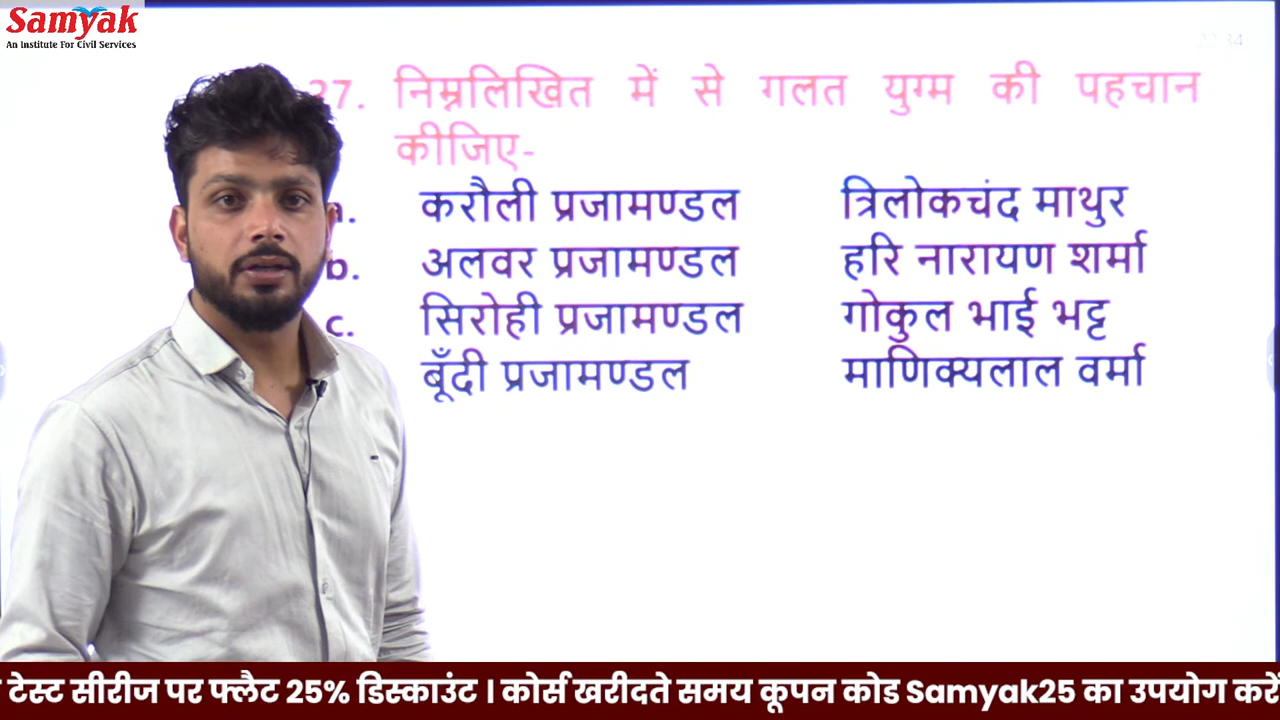 Samyak
An Institute For Civil Services
37. निम्नलिखित में से गलत युग्म की पहचान
कीजिए-
करौली प्रजामण्डल त्रिलोकचंद माथुर
b. अलवर प्रजामण्डल हरि नारायण शर्मा
c. सिरोही प्रजामण्डल गोकुल भाई भट्ट
बूँदी प्रजामण्डल माणिक्यलाल वर्मा
टेस्ट सीरीज पर फ्लैट 25% डिस्काउंट । कोर्स खरीदते समय कूपन कोड Samyak25 का उपयोग करें